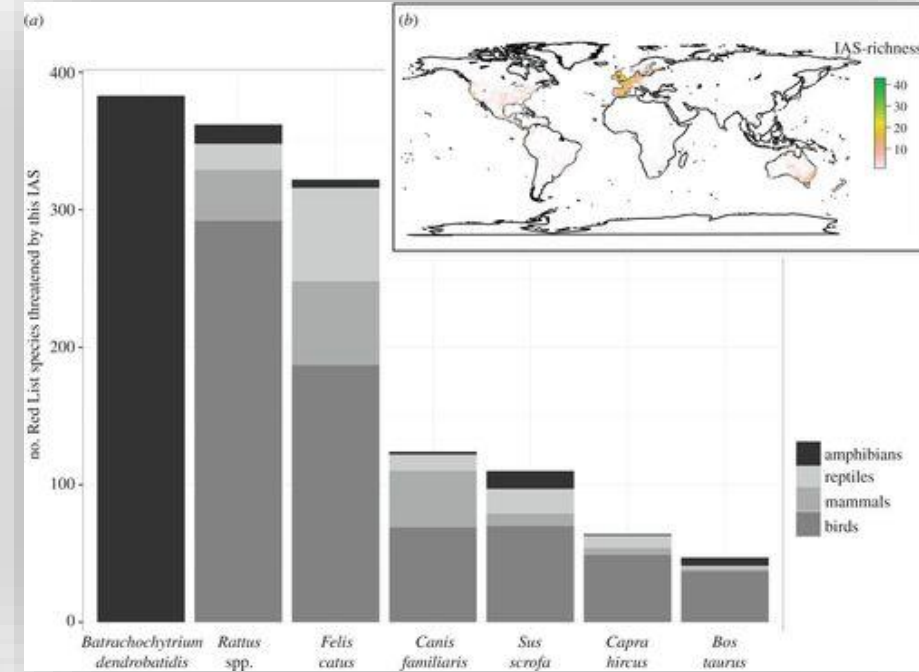 (a)
no. Red List species threatened by this IAS
400
300
200
100
0
Batrachochytrium
dendrobatidis
Rattus
spp.
Felis
catus
Canis
familiaris
Sus
scrofa
Capra
hircus
Bos
taurus
(b)
IAS-richness
40
30
20
10
amphibians
reptiles
mammals
birds